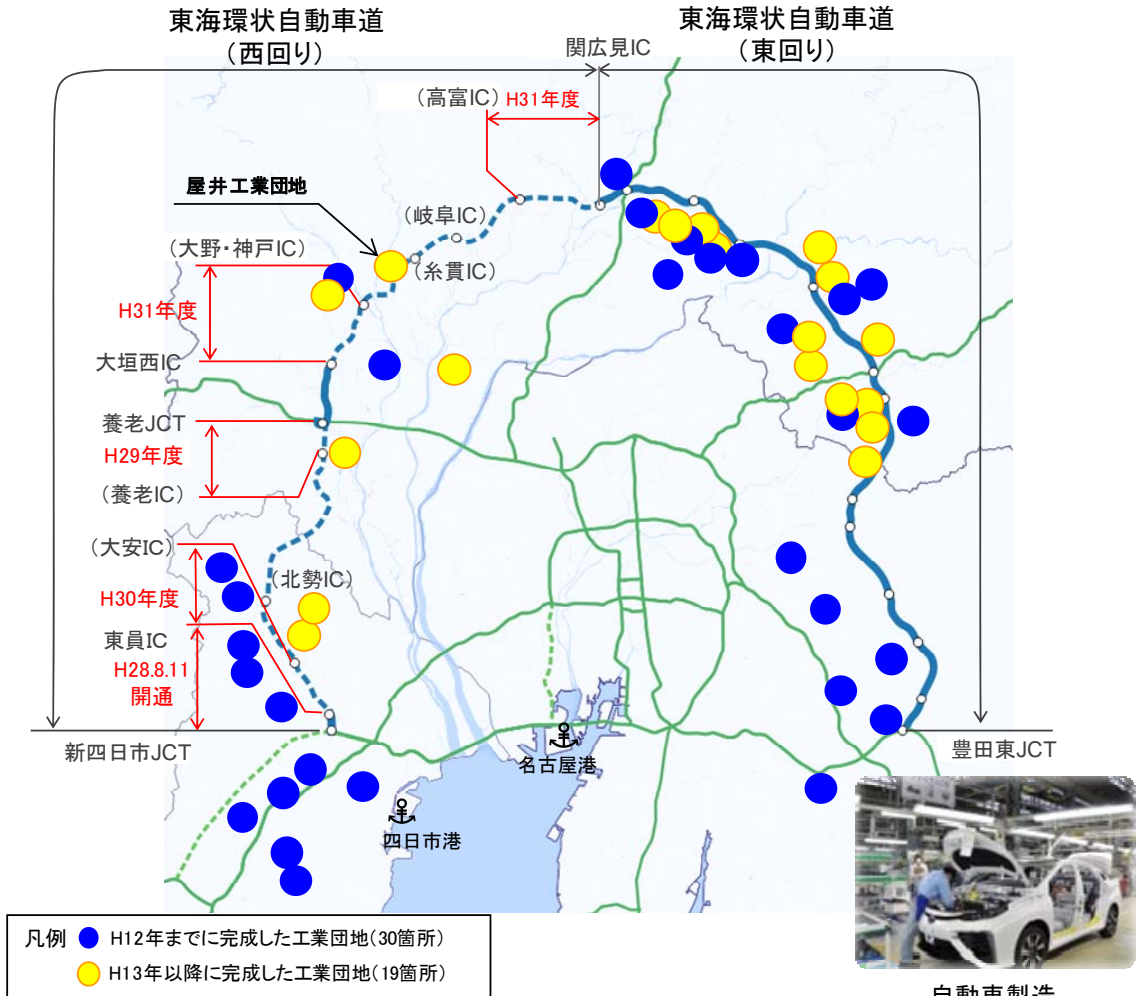 東海環状自動車道
(西回り)
東海環状自動車道
(東回り)
関広見IC
(高富IC)
H31年度
屋井工業団地
(岐阜IC)
(大野・神戸IC)
(糸貫IC)
H31年度
大垣西IC
養老JCT
H29年度
(養老IC)
(大安IC)
(北勢IC)
H30年度
東員IC
H28.8.11
開通
新四日市JCT
名古屋港
豊田東JCT
四日市港
凡例
H12年までに完成した工業団地(30箇所)
H13年以降に完成した工業団地(19箇所)
自動車製造